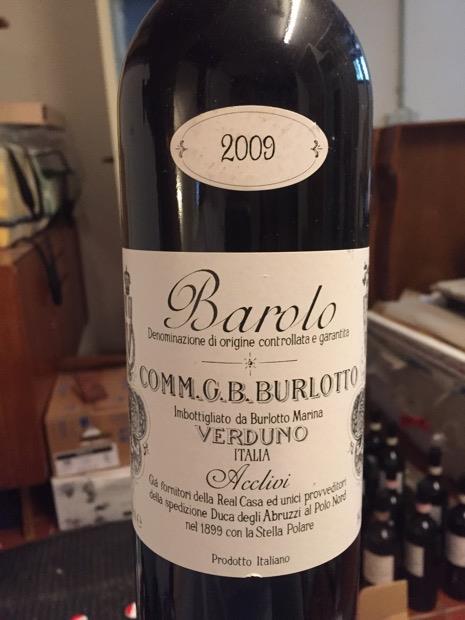 2009
Barolo
Denominazione di origine controllata e garantita
COMM.G.B.BURLOTTO
Imbottigliato da Burlotto Marina
VERDUNO
ITALIA
Acclivi
Già fornitori della Real Casa ed unici provveditori
della spedizione Duca degli Abruzzi al Polo Nord
nel 1899 con la Stella Polare
Prodotto Italiano